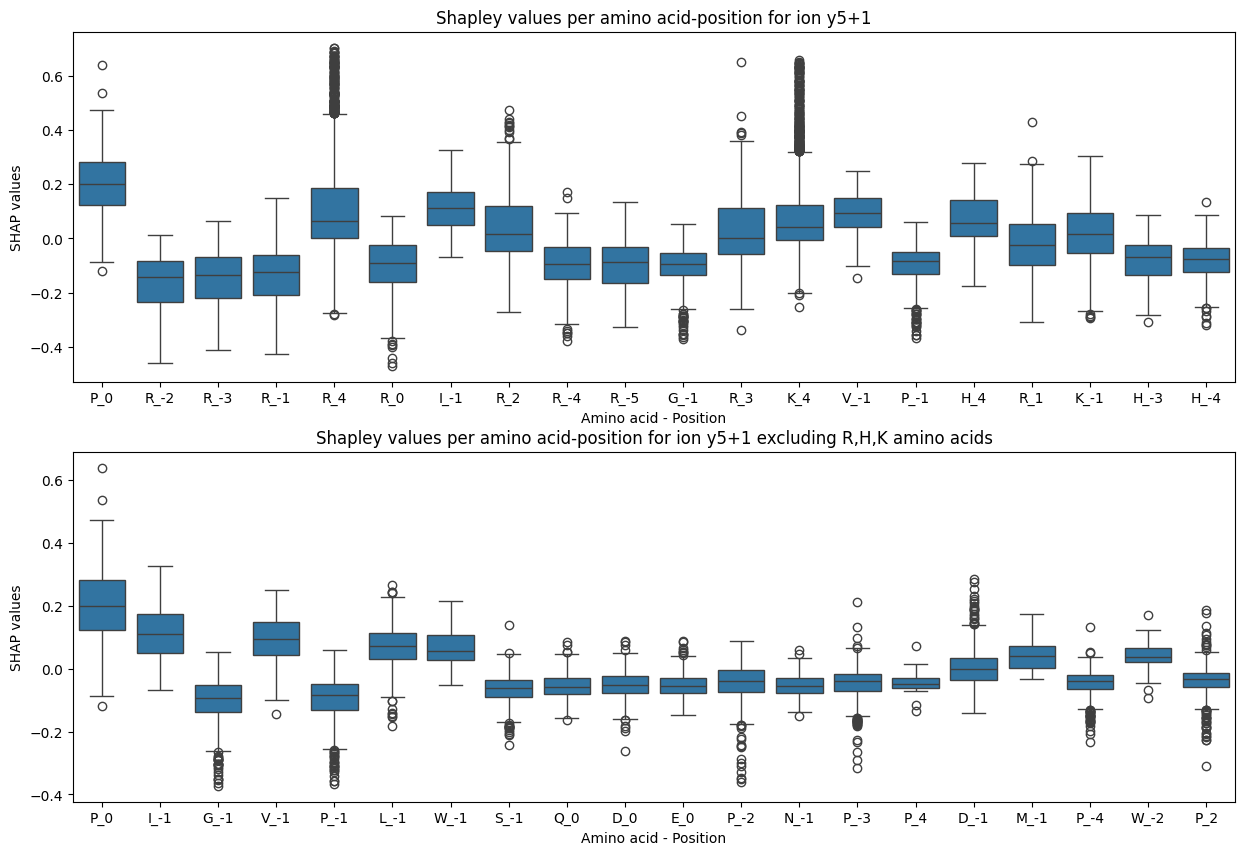 Shapley values per amino acid-position for ion y5+1
SHAP values
0.6
0.4
0.2
0.0
−0.2
−0.4
P_0 R_-2 R_-3 R_-1 R_4 R_0 I_-1 R_2 R_-4 R_-5 G_-1 R_3 K_4 V_-1 P_-1 H_4 R_1 K_-1 H_-3 H_-4
Amino acid - Position
Shapley values per amino acid-position for ion y5+1 excluding R,H,K amino acids
SHAP values
0.6
0.4
0.2
0.0
−0.2
−0.4
P_0 I_-1 G_-1 V_-1 P_-1 L_-1 W_-1 S_-1 Q_0 D_0 E_0 P_-2 N_-1 P_-3 P_4 D_-1 M_-1 P_-4 W_-2 P_2
Amino acid - Position